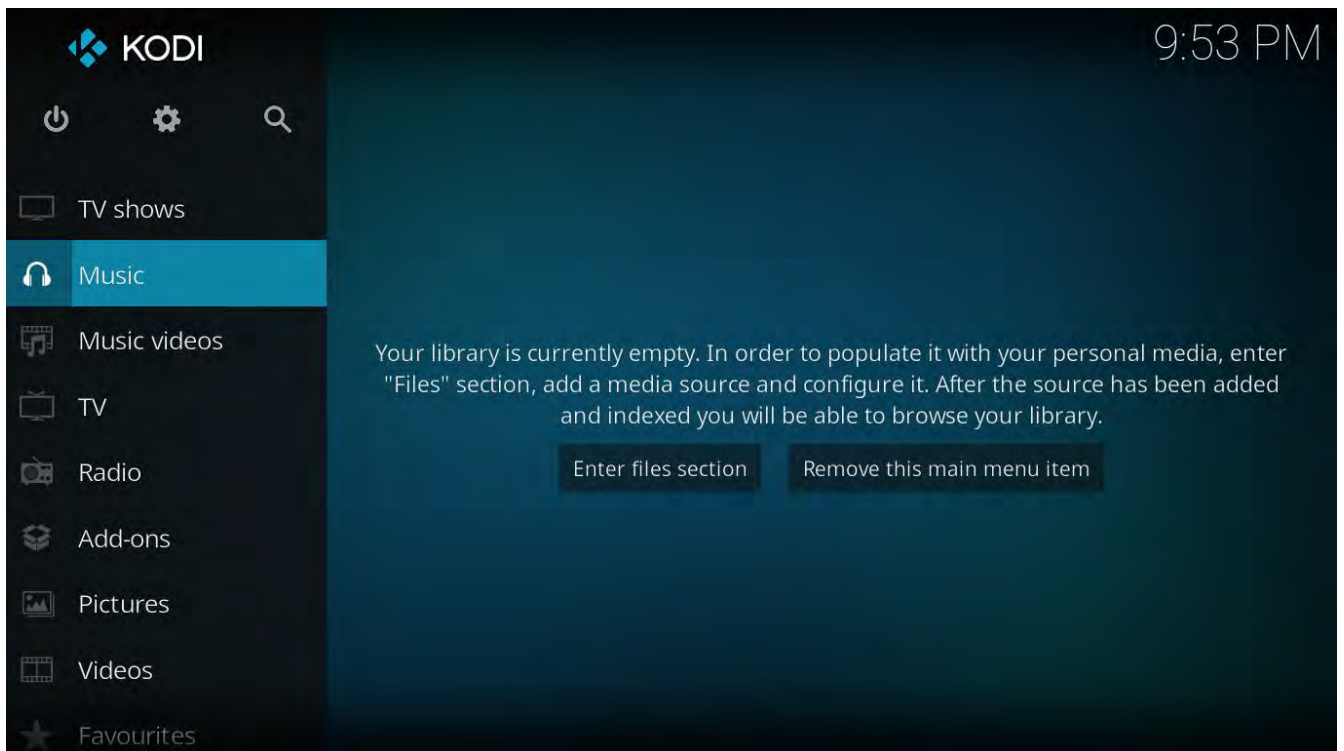 KODI
9:53 PM
TV shows
Music
Music videos
TV
Radio
Add-ons
Pictures
Videos
Favourites
Your library is currently empty. In order to populate it with your personal media, enter
"Files" section, add a media source and configure it. After the source has been added
and indexed you will be able to browse your library.
Enter files section
Remove this main menu item